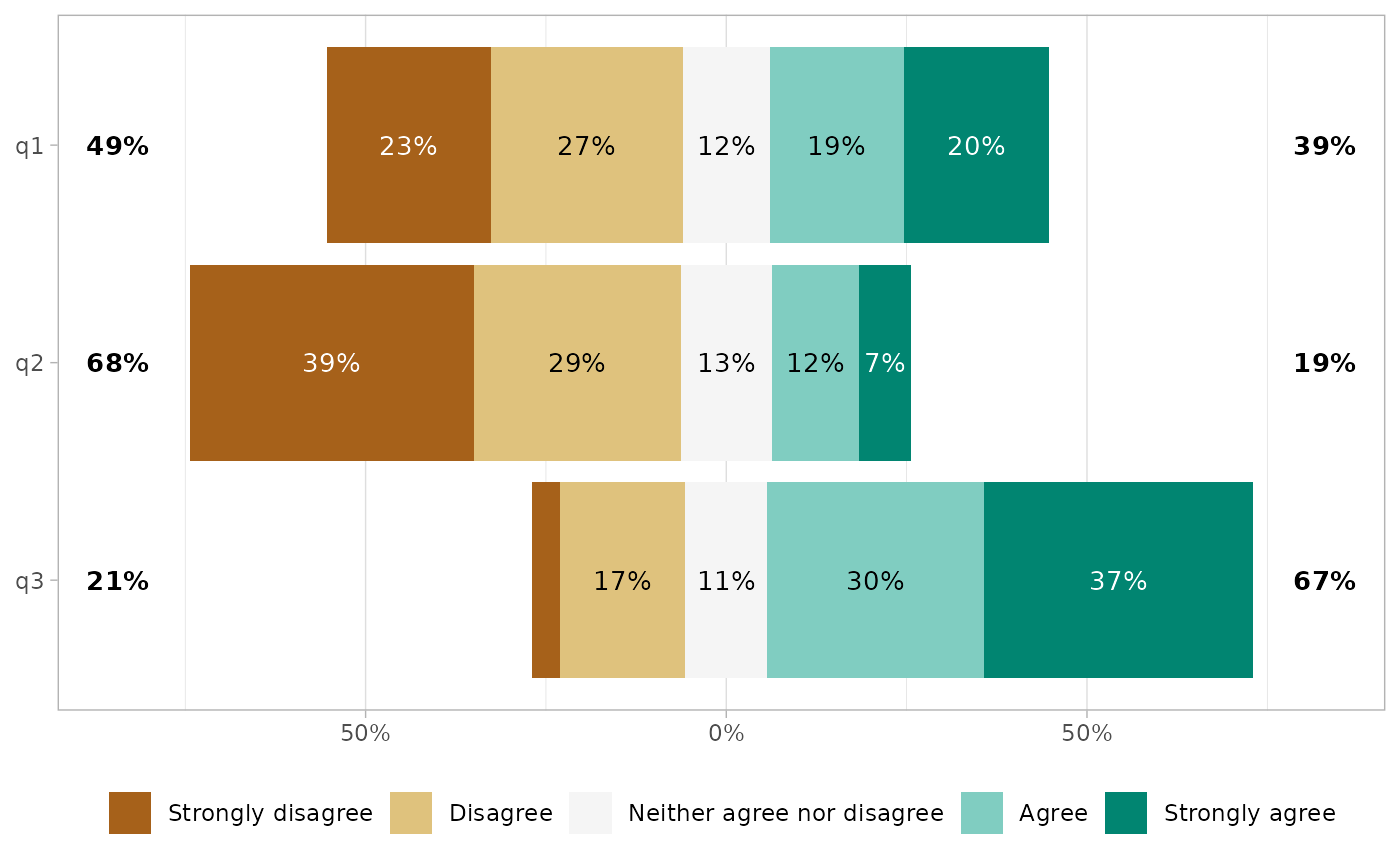 q1 49% 23% 27% 12% 19% 20% 39%
q2 68% 39% 29% 13% 12% 7% 19%
q3 21% 17% 11% 30% 37% 67%
50% 0% 50%
Strongly disagree Disagree Neither agree nor disagree Agree Strongly agree